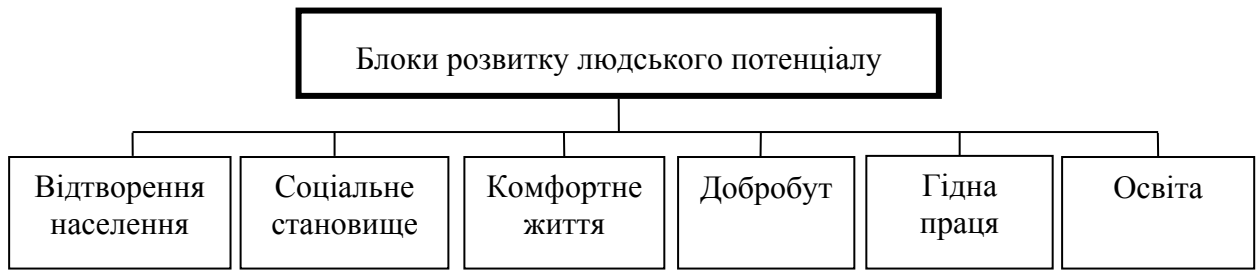 Блоки розвитку людського потенціалу
Відтворення
населення
Соціальне
становище
Комфортне
життя
Добробут
Гідна
праця
Освіта